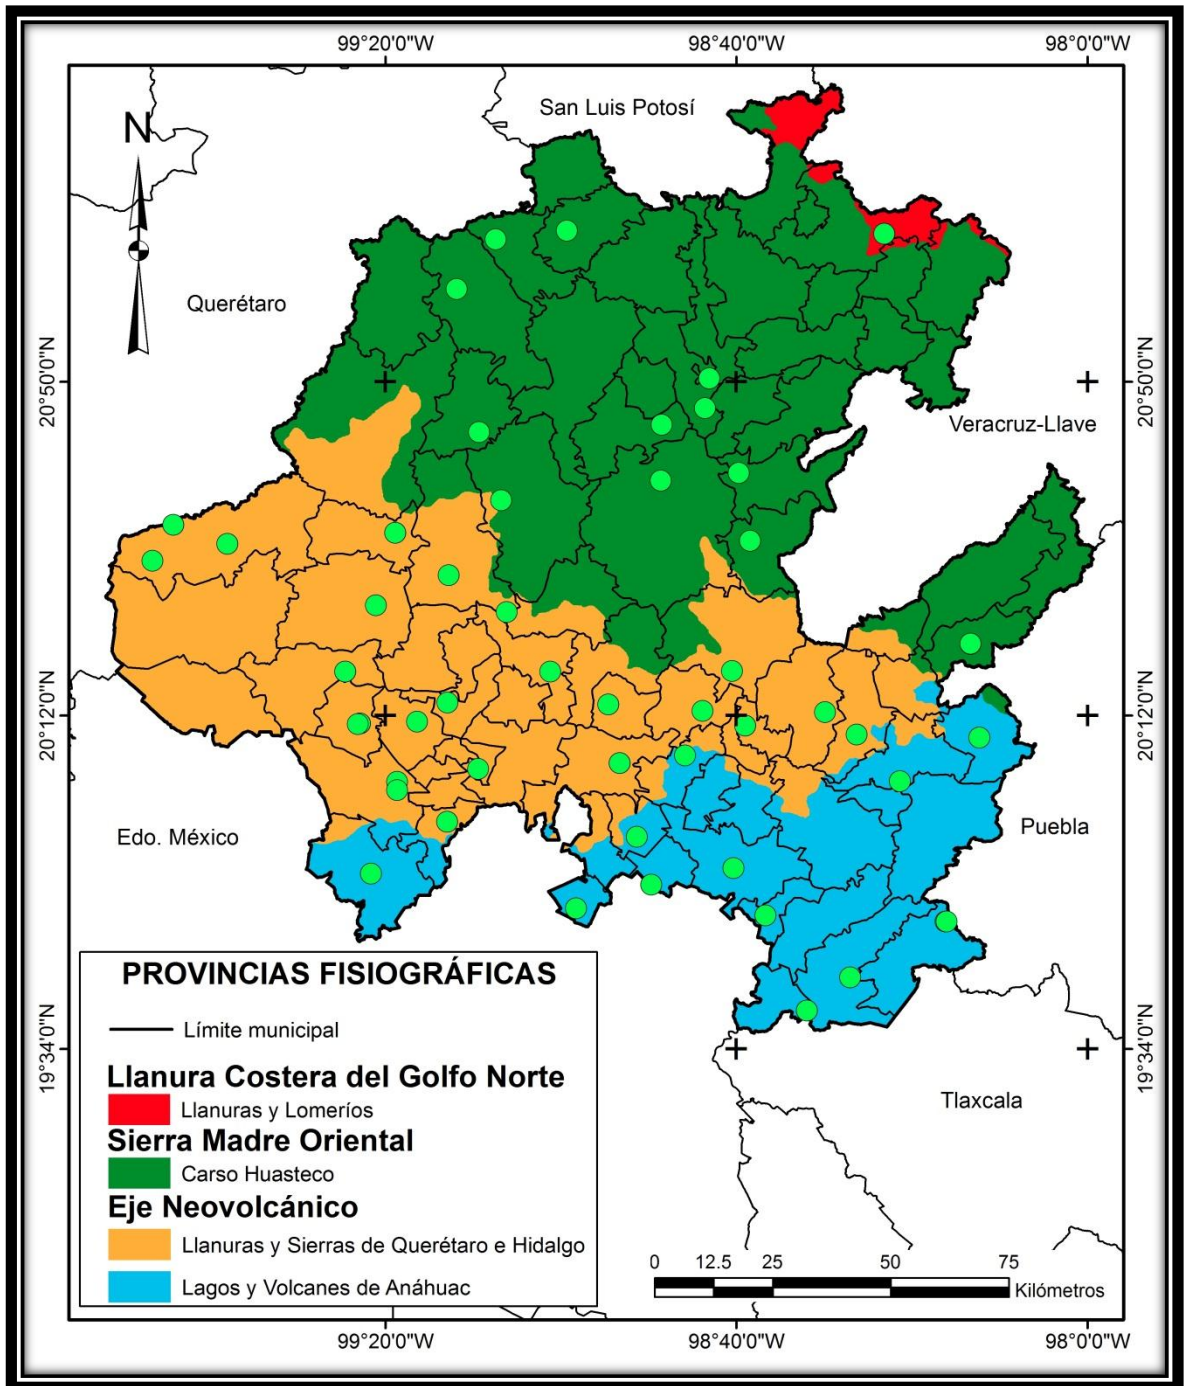 99°20'0"W
98°40'0"W
98°0'0"W
San Luis Potosí
N
Querétaro
20°50'0"N
20°50'0"N
Veracruz-Llave
20°12'0"N
20°12'0"N
Edo. México
Puebla
PROVINCIAS FISIOGRÁFICAS
Límite municipal
Llanura Costera del Golfo Norte
Llanuras y Lomeríos
Sierra Madre Oriental
Carso Huasteco
Eje Neovolcánico
Llanuras y Sierras de Querétaro e Hidalgo
Lagos y Volcanes de Anáhuac
19°34'0"N
19°34'0"N
Tlaxcala
0 12.5 25 50 75
Kilómetros
99°20'0"W
98°40'0"W
98°0'0"W